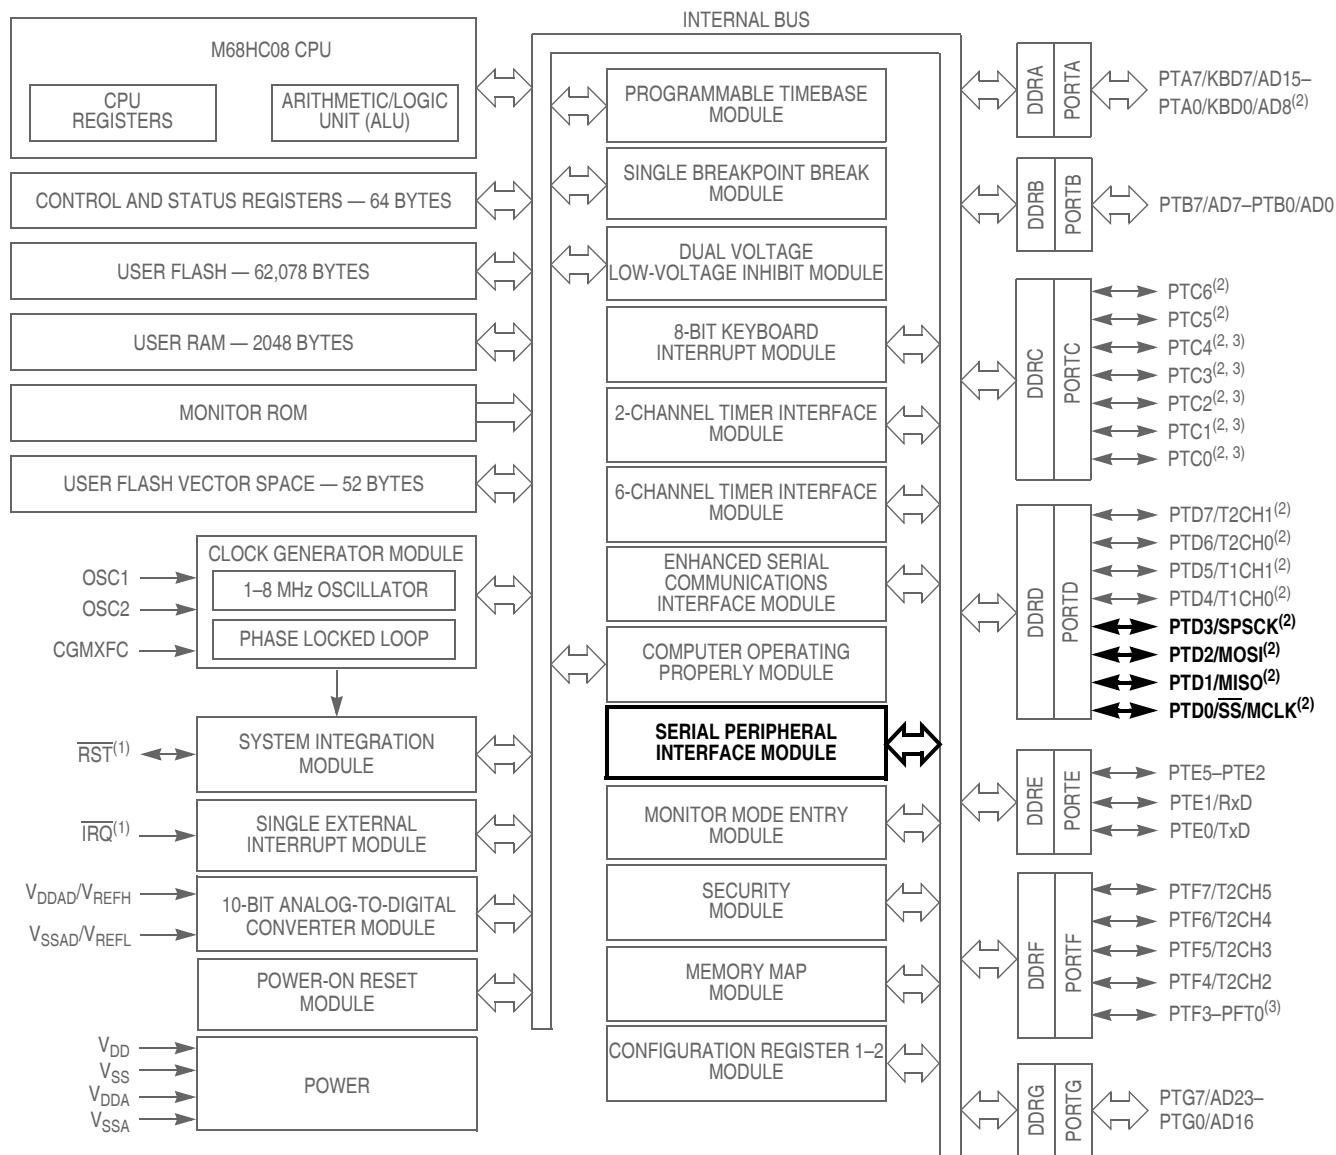 INTERNAL BUS
M68HC08 CPU
CPU
REGISTERS
ARITHMETIC/LOGIC
UNIT (ALU)
CONTROL AND STATUS REGISTERS — 64 BYTES
USER FLASH — 62,078 BYTES
USER RAM — 2048 BYTES
MONITOR ROM
USER FLASH VECTOR SPACE — 52 BYTES
CLOCK GENERATOR MODULE
1–8 MHz OSCILLATOR
PHASE LOCKED LOOP
OSC1
OSC2
CGMXFC
SYSTEM INTEGRATION
MODULE
RST(1)
SINGLE EXTERNAL
INTERRUPT MODULE
IRQ(1)
10-BIT ANALOG-TO-DIGITAL
CONVERTER MODULE
VDDAD/VREFH
VSSAD/VREFL
POWER-ON RESET
MODULE
POWER
VDD
VSS
VDDA
VSSA
PROGRAMMABLE TIMEBASE
MODULE
SINGLE BREAKPOINT BREAK
MODULE
DUAL VOLTAGE
LOW-VOLTAGE INHIBIT MODULE
8-BIT KEYBOARD
INTERRUPT MODULE
2-CHANNEL TIMER INTERFACE
MODULE
6-CHANNEL TIMER INTERFACE
MODULE
ENHANCED SERIAL
COMMUNICATIONS
INTERFACE MODULE
COMPUTER OPERATING
PROPERLY MODULE
SERIAL PERIPHERAL
INTERFACE MODULE
MONITOR MODE ENTRY
MODULE
SECURITY
MODULE
MEMORY MAP
MODULE
CONFIGURATION REGISTER 1–2
MODULE
DDRA
PORTA
PTA7/KBD7/AD15–
PTA0/KBD0/AD8(2)
DDRB
PORTB
PTB7/AD7–PTB0/AD0
DDRC
PORTC
PTC6(2)
PTC5(2)
PTC4(2, 3)
PTC3(2, 3)
PTC2(2, 3)
PTC1(2, 3)
PTC0(2, 3)
DDRD
PORTD
PTD7/T2CH1(2)
PTD6/T2CH0(2)
PTD5/T1CH1(2)
PTD4/T1CH0(2)
PTD3/SPSCK(2)
PTD2/MOSI(2)
PTD1/MISO(2)
PTD0/SS/MCLK(2)
DDRE
PORTE
PTE5–PTE2
PTE1/RxD
PTE0/TxD
DDRF
PORTF
PTF7/T2CH5
PTF6/T2CH4
PTF5/T2CH3
PTF4/T2CH2
PTF3–PFT0(3)
DDRG
PORTG
PTG7/AD23–
PTG0/AD16